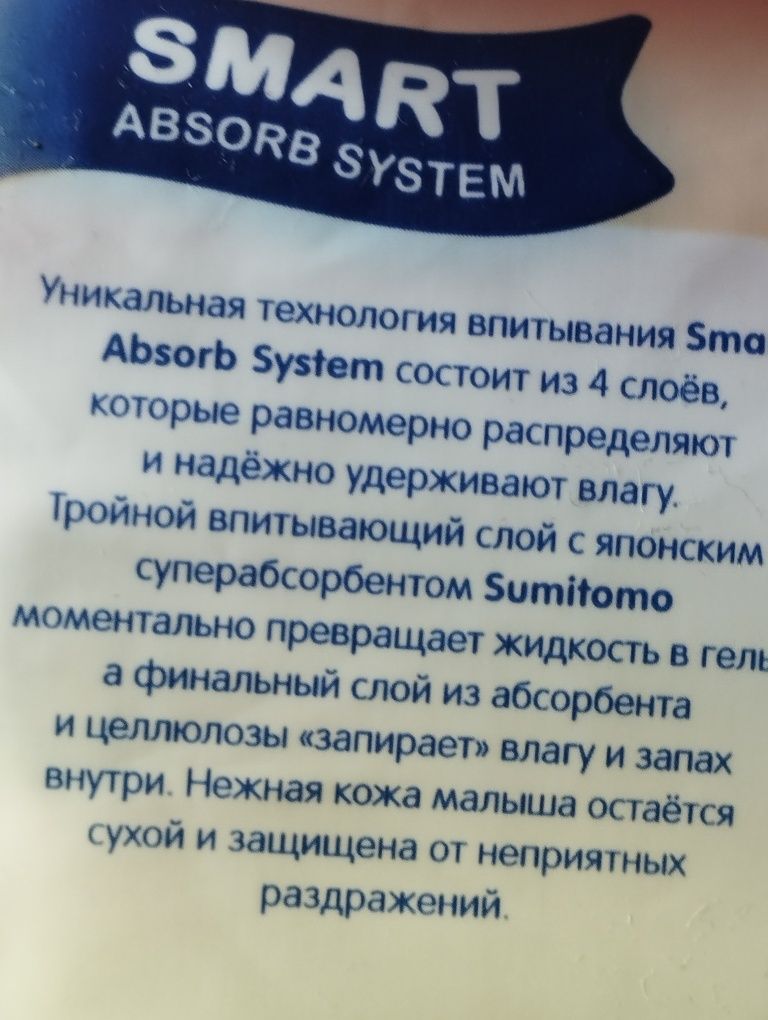 SMART
ABSORB SYSTEM
Уникальная технология впитывания Sma
Absorb System состоит из 4 слоёв,
которые равномерно распределяют
и надёжно удерживают влагу.
Тройной впитывающий слой с японским
суперабсорбентом Sumitomo
моментально превращает жидкость в гель
а финальный слой из абсорбента
и целлюлозы «запирает» влагу и запах
внутри. Нежная кожа малыша остаётся
сухой и защищена от неприятных
раздражений.